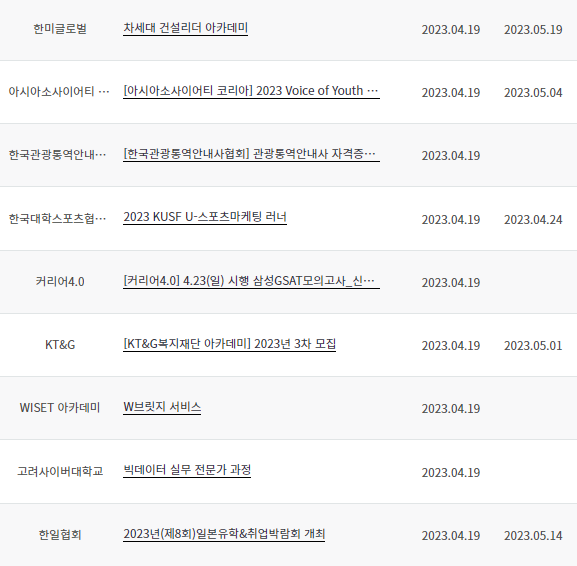 한미글로벌 차세대 건설리더 아카데미 2023.04.19 2023.05.19
아시아소사이어티 ··· [아시아소사이어티 코리아] 2023 Voice of Youth ··· 2023.04.19 2023.05.04
한국관광통역안내··· [한국관광통역안내사협회] 관광통역안내사 자격증··· 2023.04.19
한국대학스포츠협··· 2023 KUSF U-스포츠마케팅 러너 2023.04.19 2023.04.24
커리어4.0 [커리어4.0] 4.23(일) 시행 삼성GSAT모의고사_신··· 2023.04.19
KT&G [KT&G복지재단 아카데미] 2023년 3차 모집 2023.04.19 2023.05.01
WISET 아카데미 W브릿지 서비스 2023.04.19
고려사이버대학교 빅데이터 실무 전문가 과정 2023.04.19
한일협회 2023년(제8회)일본유학&취업박람회 개최 2023.04.19 2023.05.14